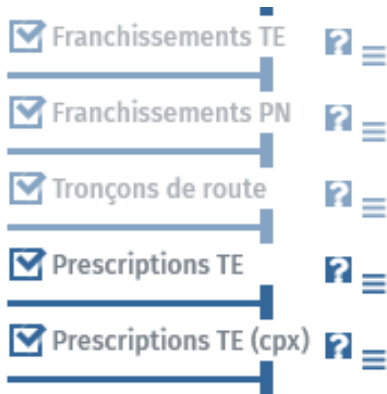 Franchissements TE ?
Franchissements PN ?
Tronçons de route ?
Prescriptions TE ?
Prescriptions TE (cpx) ?